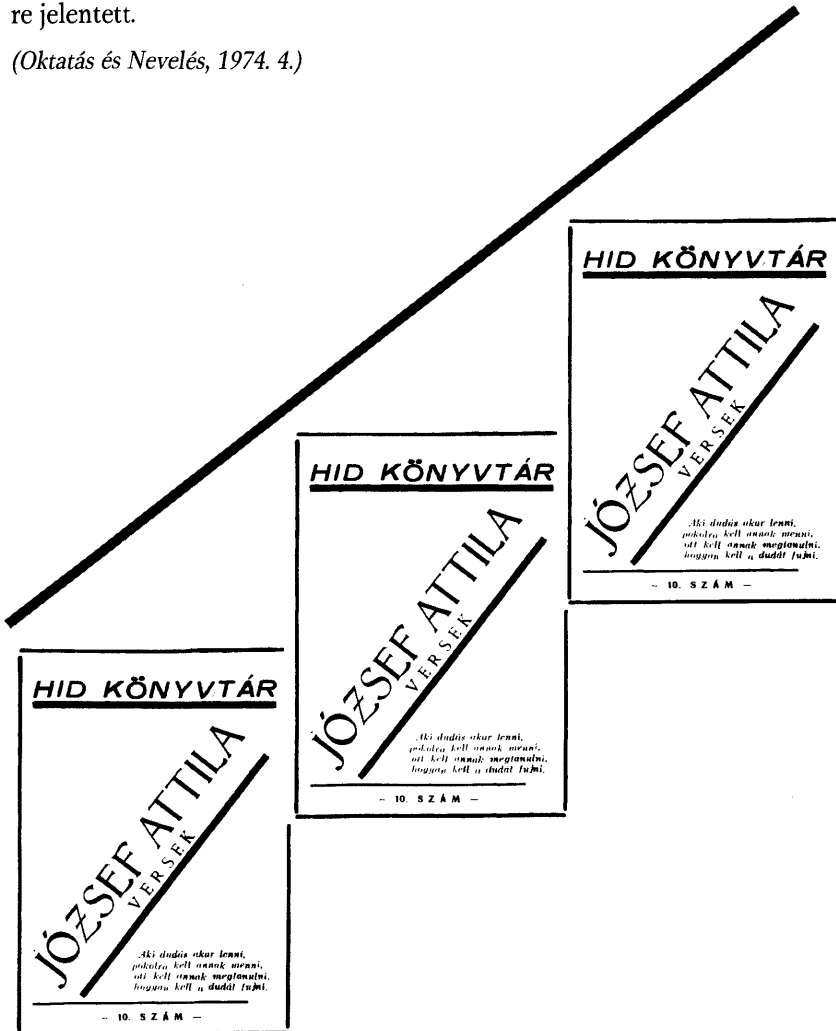 re jelentett.
(Oktatás és Nevelés, 1974. 4.)
HID KÖNYVTÁR
JÓZSEF ATTILA
VERSEK
Aki dudás akar lenni,
pokolra kell annak menni,
ott kell annak megtanulni,
hogyan kell a dudát fujni.
– 10. SZÁM –
HID KÖNYVTÁR
JÓZSEF ATTILA
VERSEK
Aki dudás akar lenni,
pokolra kell annak menni,
ott kell annak megtanulni,
hogyan kell a dudát fujni.
– 10. SZÁM –
HID KÖNYVTÁR
JÓZSEF ATTILA
VERSEK
Aki dudás akar lenni,
pokolra kell annak menni,
ott kell annak megtanulni,
hogyan kell a dudát fujni.
– 10. SZÁM –